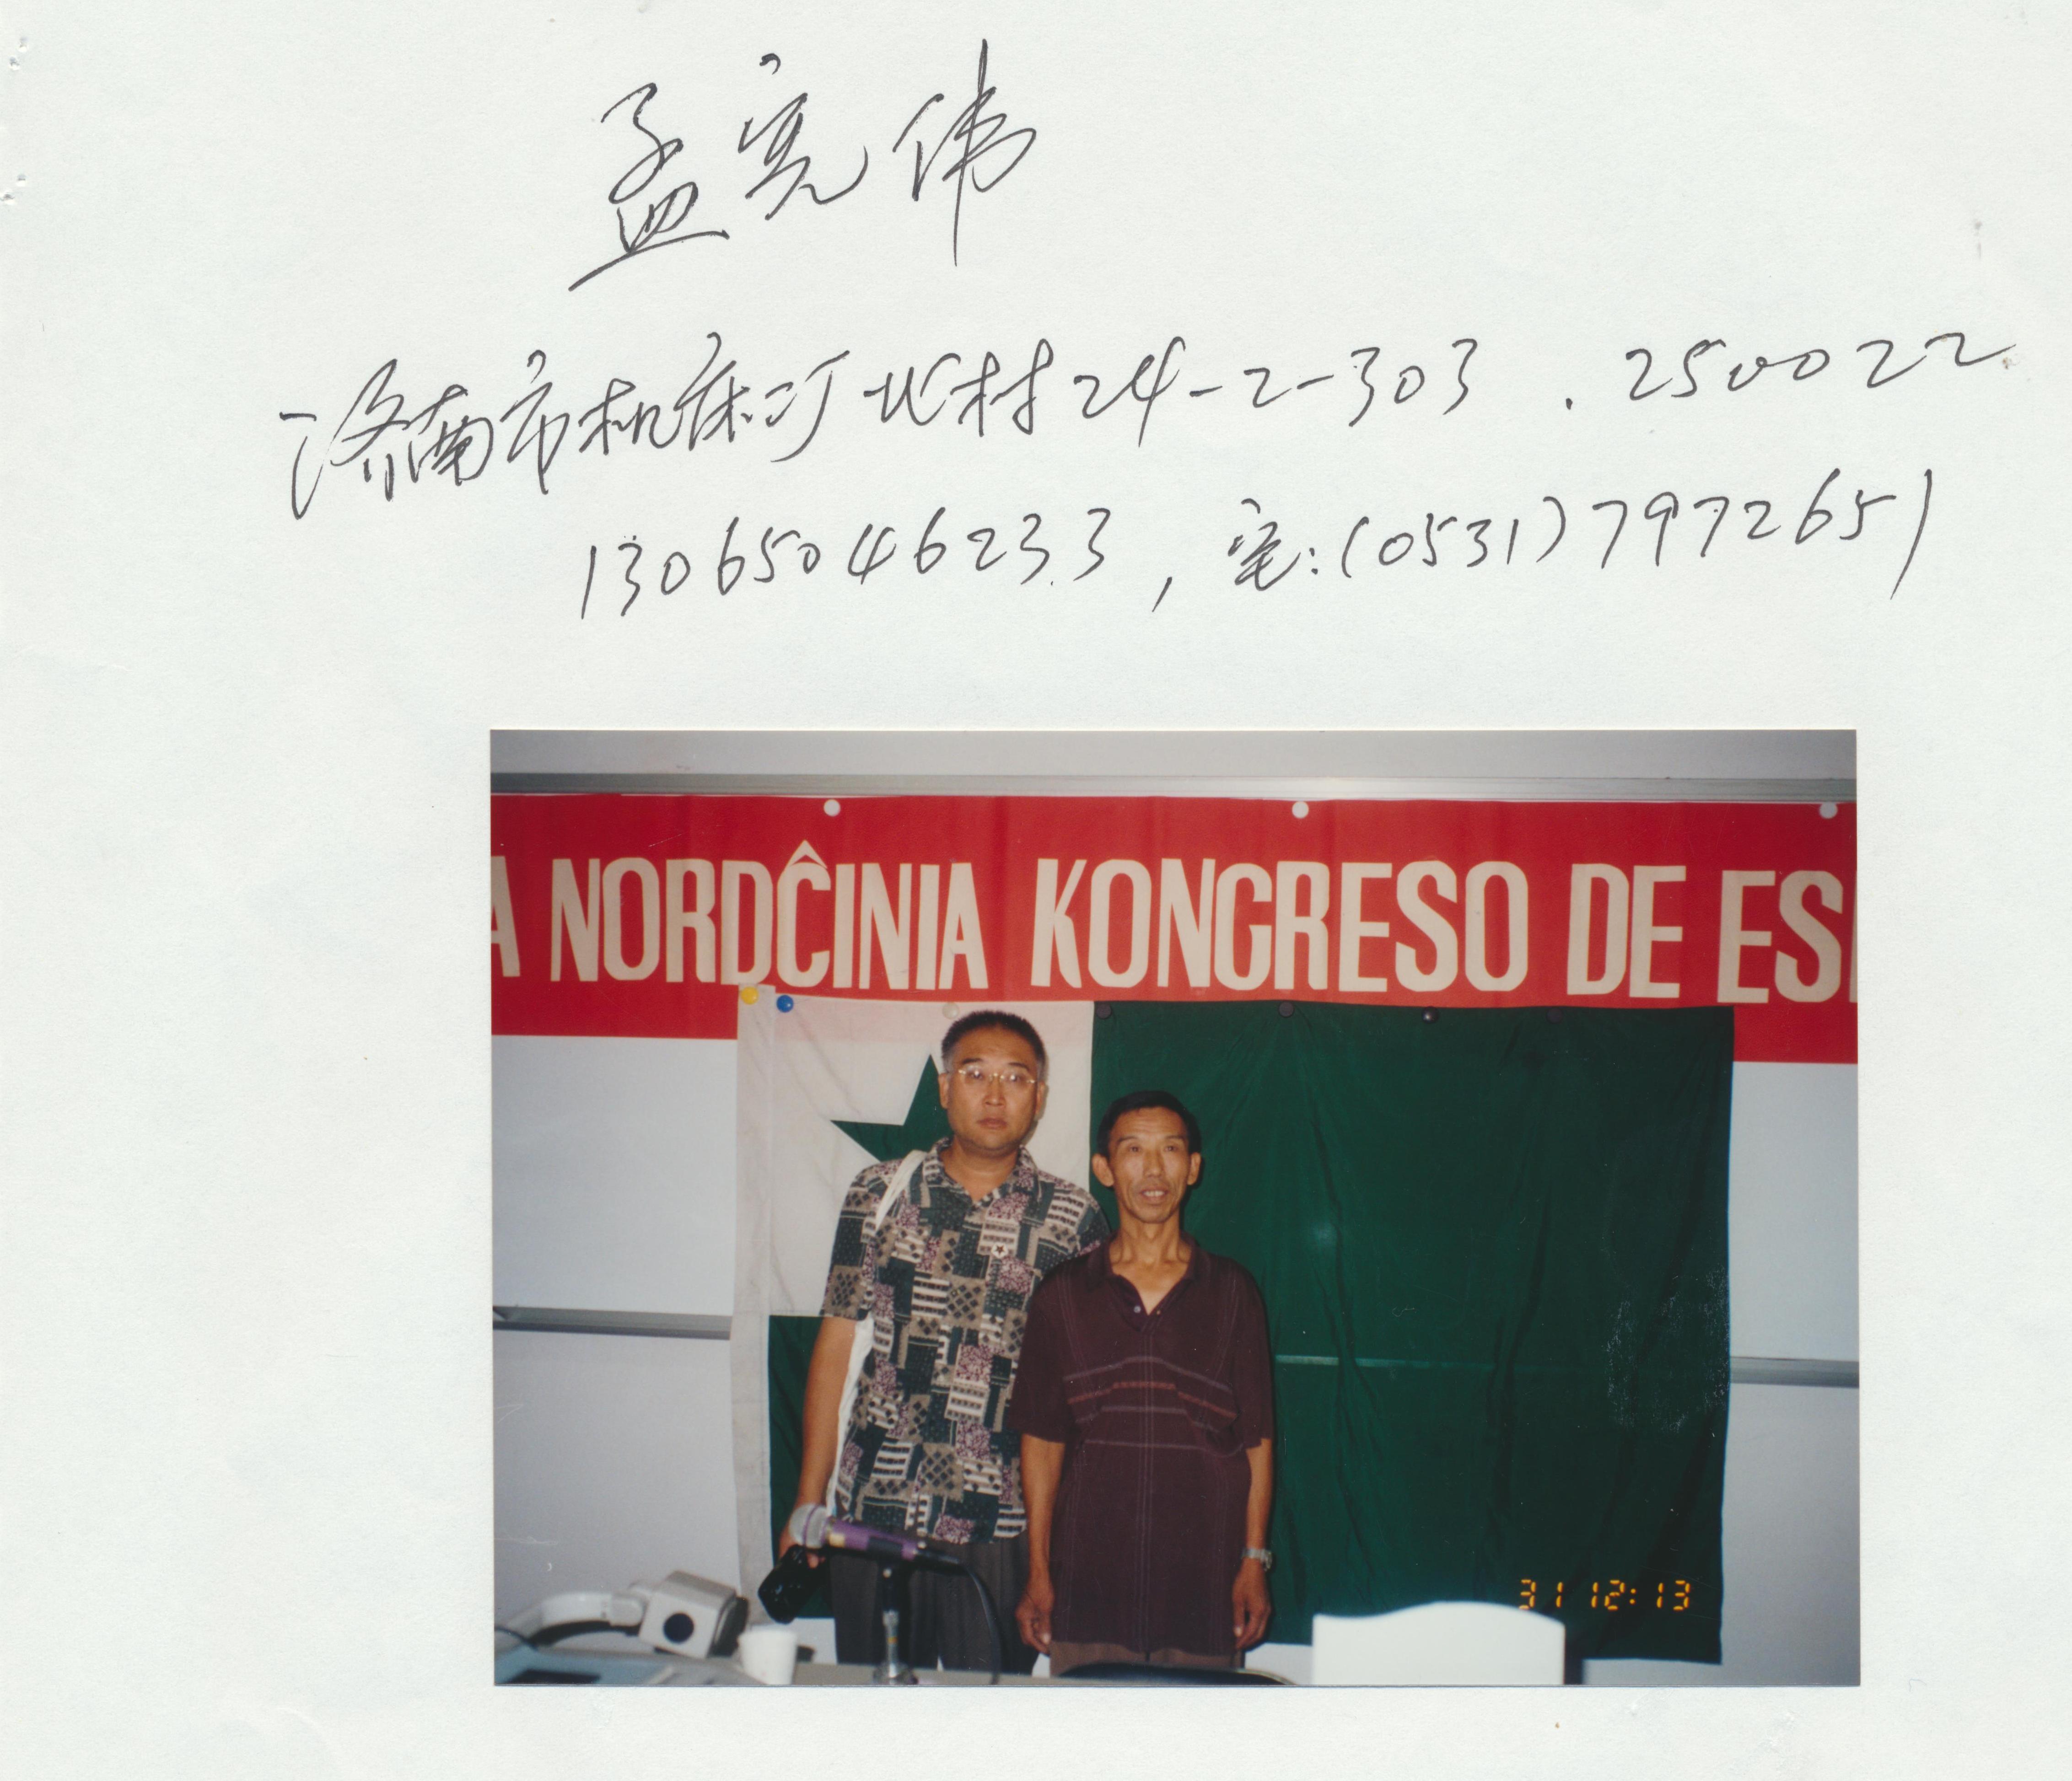 孟宪伟
济南市机床二厂北村24-2-303 . 250022
13065046233, 宅:(0531)7972651
A NORDĈINIA KONGRESO DE ES
31 12:13